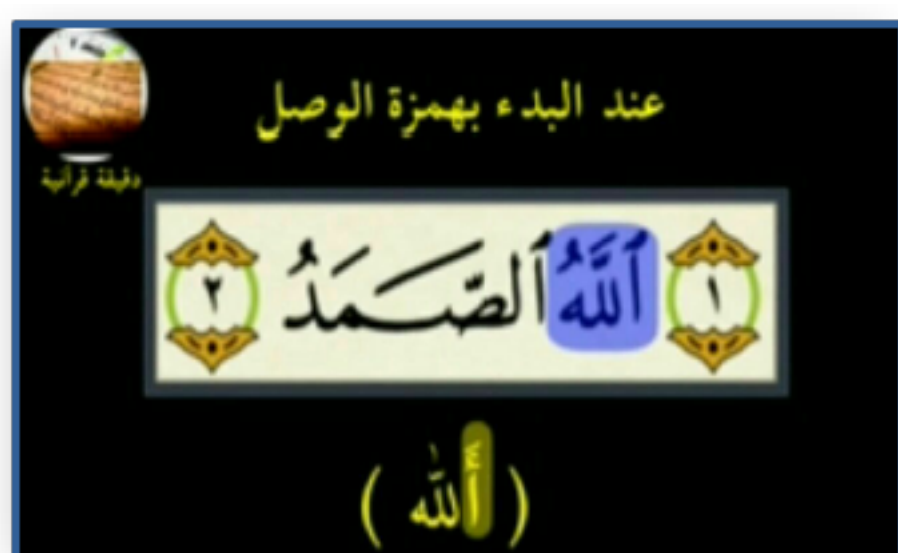 عند البدء بهمزة الوصل
دقيقة قرآنية
١ ٱللَّهُ ٱلصَّمَدُ ٢
( أَللّٰه )